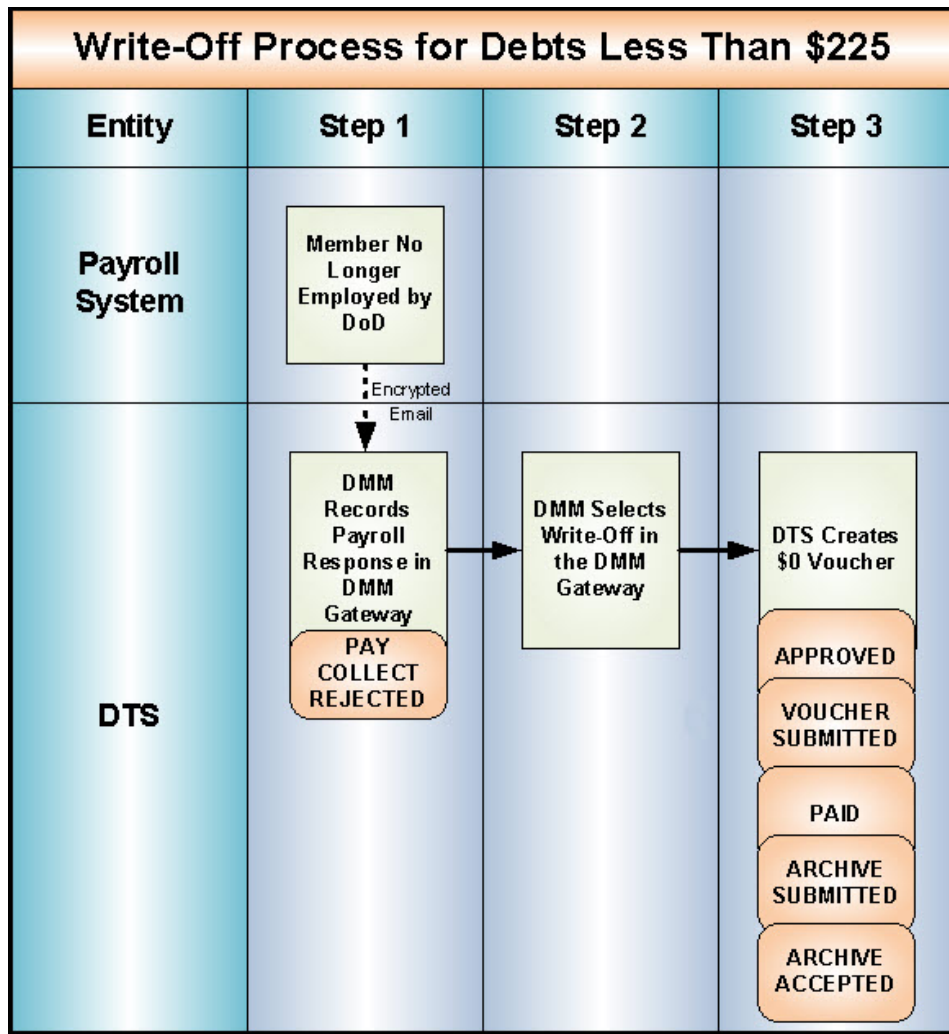 Write-Off Process for Debts Less Than $225
Entity
Step 1
Step 2
Step 3
Payroll
System
Member No
Longer
Employed by
DoD
Encrypted
Email
DTS
DMM
Records
Payroll
Response in
DMM
Gateway
PAY
COLLECT
REJECTED
DMM Selects
Write-Off in
the DMM
Gateway
DTS Creates
$0 Voucher
APPROVED
VOUCHER
SUBMITTED
PAID
ARCHIVE
SUBMITTED
ARCHIVE
ACCEPTED